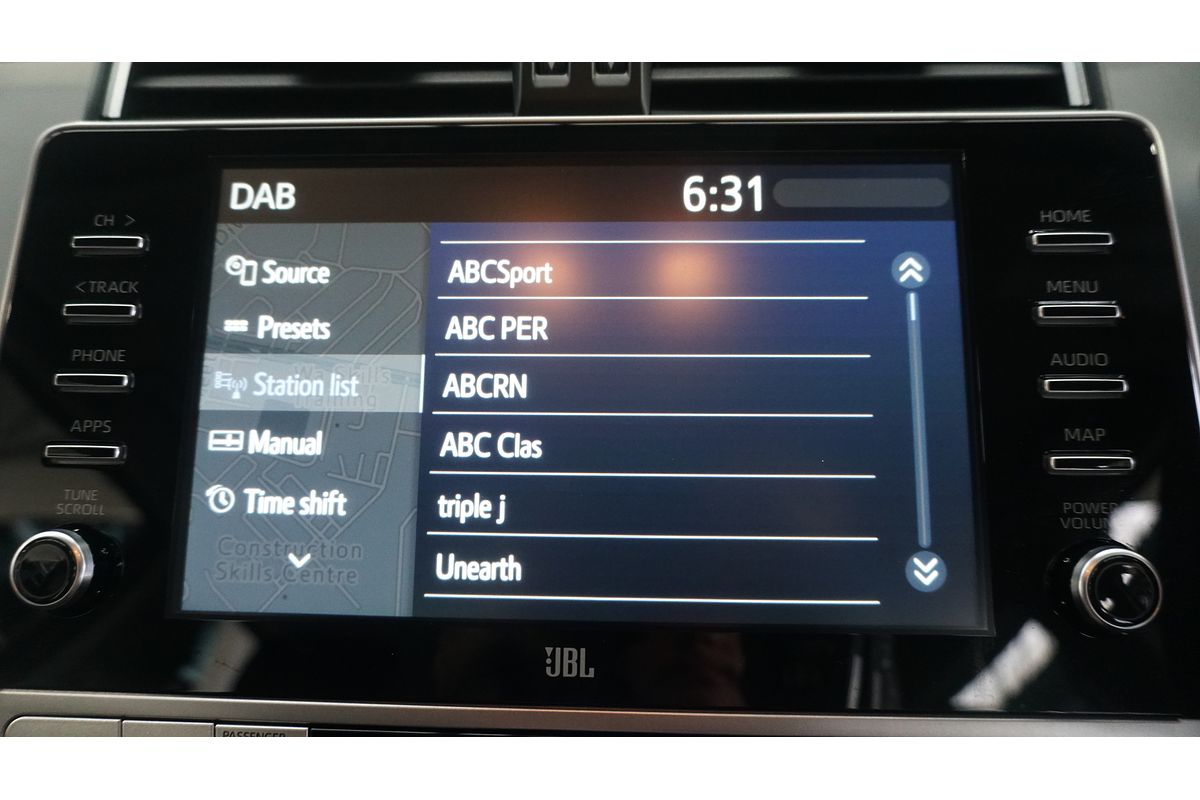 DAB 6:31
CH >
<TRACK
PHONE
APPS
TUNE
SCROLL
Source
Presets
Station list
Manual
Time shift
Construction
Skills Centre
ABCSport
ABC PER
ABCRN
ABC Clas
triple j
Unearth
HOME
MENU
AUDIO
MAP
POWER
VOLUME
JBL
PASSENGER